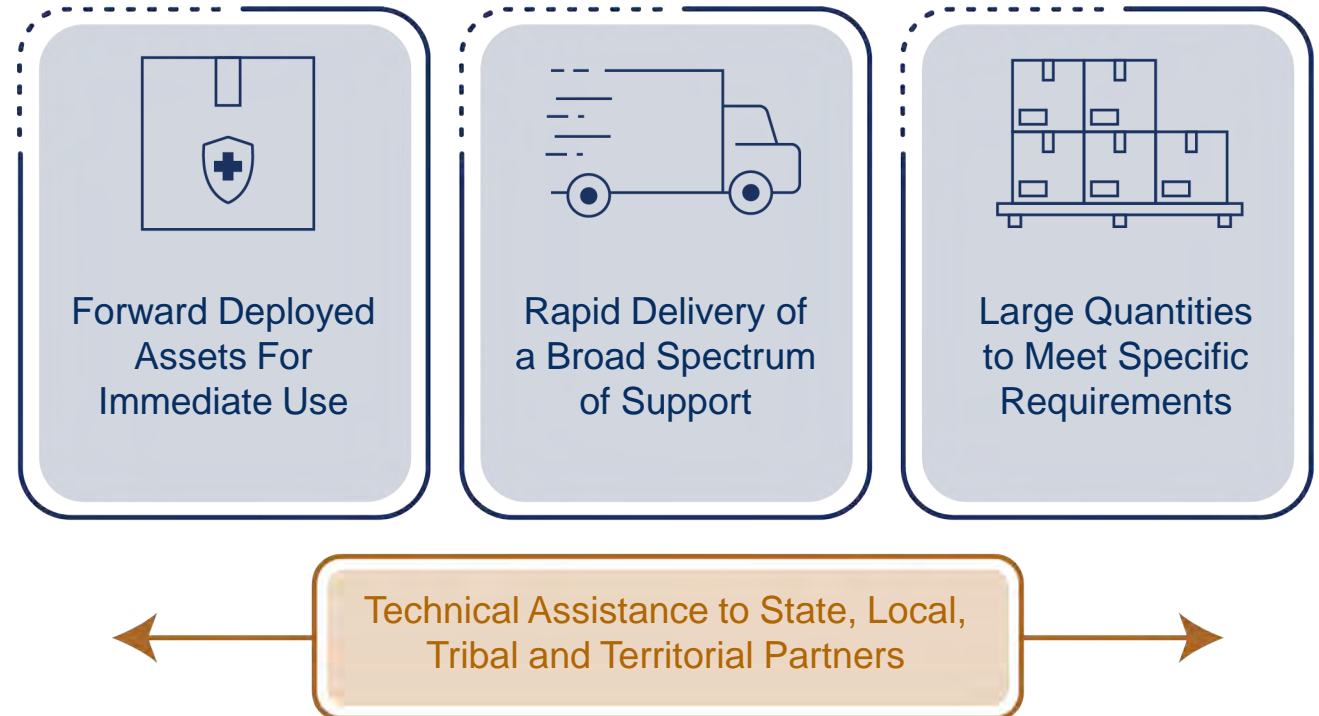 Forward Deployed
Assets For
Immediate Use
Rapid Delivery of
a Broad Spectrum
of Support
Large Quantities
to Meet Specific
Requirements
Technical Assistance to State, Local,
Tribal and Territorial Partners